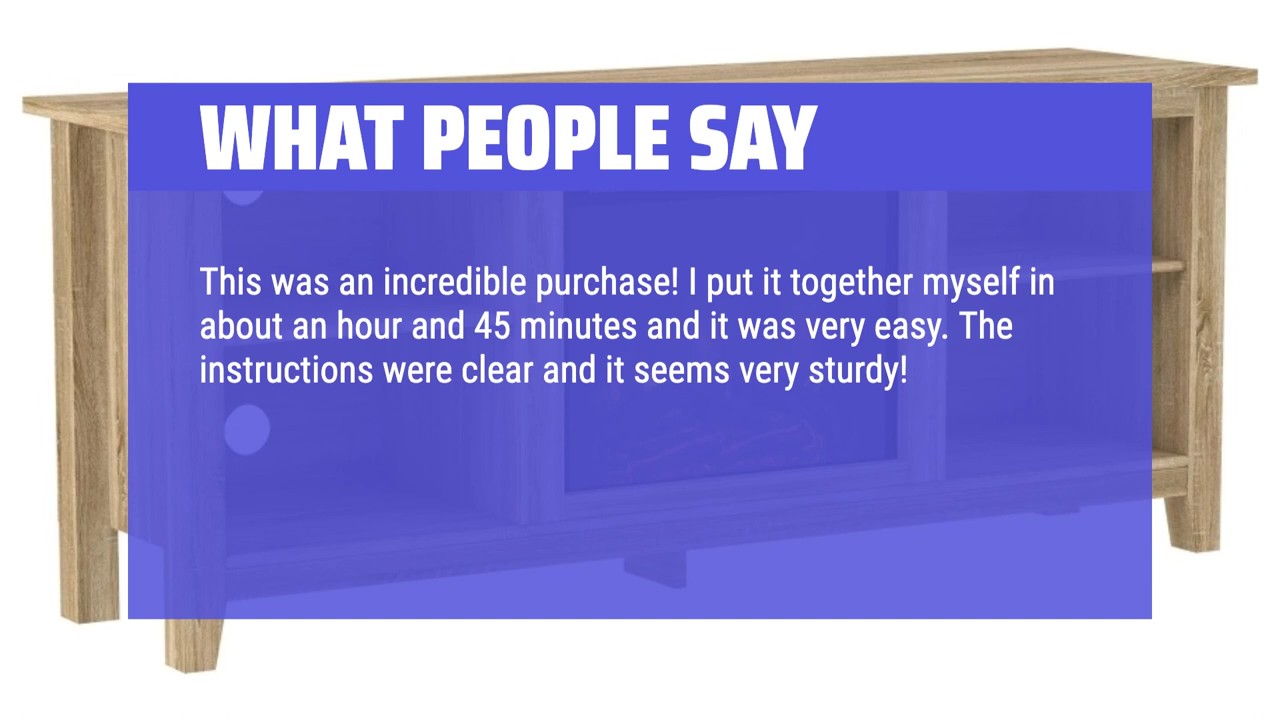 WHAT PEOPLE SAY
This was an incredible purchase! I put it together myself in
about an hour and 45 minutes and it was very easy. The
instructions were clear and it seems very sturdy!